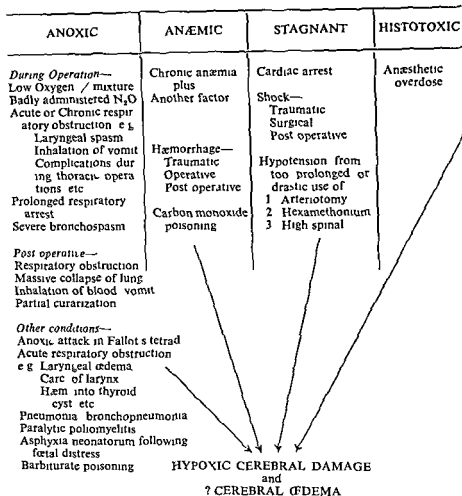 ANOXIC
During Operation—
Low Oxygen / mixture
Badly administered N₂O
Acute or Chronic respir
atory obstruction e g
Laryngeal spasm
Inhalation of vomit
Complications dur
ing thoracic opera
tions etc
Prolonged respiratory
arrest
Severe bronchospasm
Post operative—
Respiratory obstruction
Massive collapse of lung
Inhalation of blood vomit
Partial curarization
Other conditions—
Anoxic attack in Fallot s tetrad
Acute respiratory obstruction
e g Laryngeal œdema
Carc of larynx
Hæm into thyroid
cyst etc
Pneumonia bronchopneumonia
Paralytic poliomyelitis
Asphyxia neonatorum following
fœtal distress
Barbiturate poisoning
ANÆMIC
Chronic anæmia
plus
Another factor
Hæmorrhage—
Traumatic
Operative
Post operative
Carbon monoxide
poisoning
STAGNANT
Cardiac arrest
Shock—
Traumatic
Surgical
Post operative
Hypotension from
too prolonged or
drastic use of
1 Arteriotomy
2 Hexamethonium
3 High spinal
HISTOTOXIC
Anæsthetic
overdose
HYPOXIC CEREBRAL DAMAGE
and
? CEREBRAL ŒDEMA